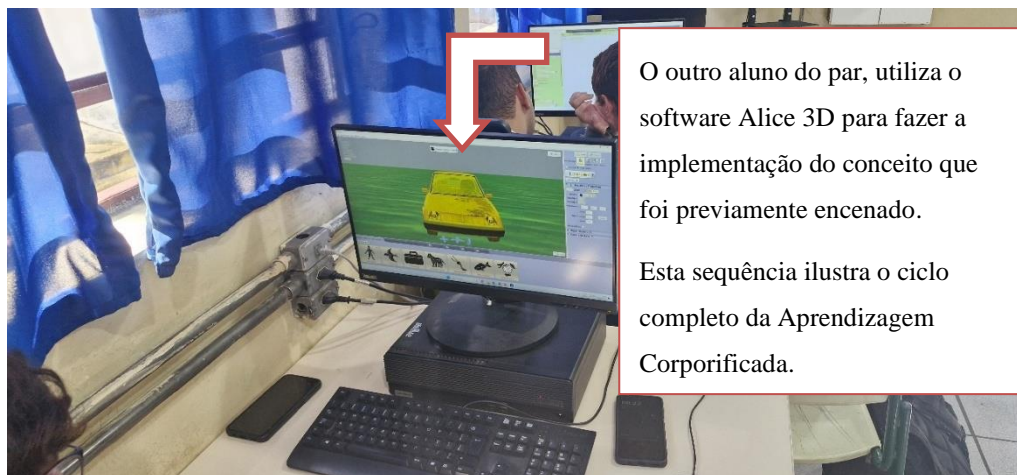 O outro aluno do par, utiliza o
software Alice 3D para fazer a
implementação do conceito que
foi previamente encenado.
Esta sequência ilustra o ciclo
completo da Aprendizagem
Corporificada.